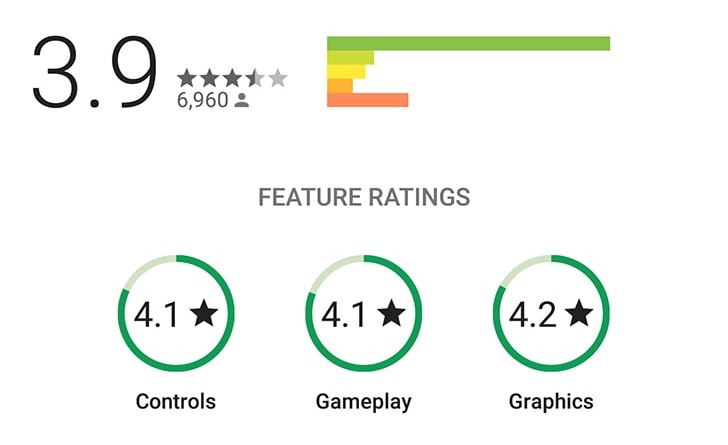 3.9
6,960
FEATURE RATINGS
4.1 4.1 4.2
Controls Gameplay Graphics